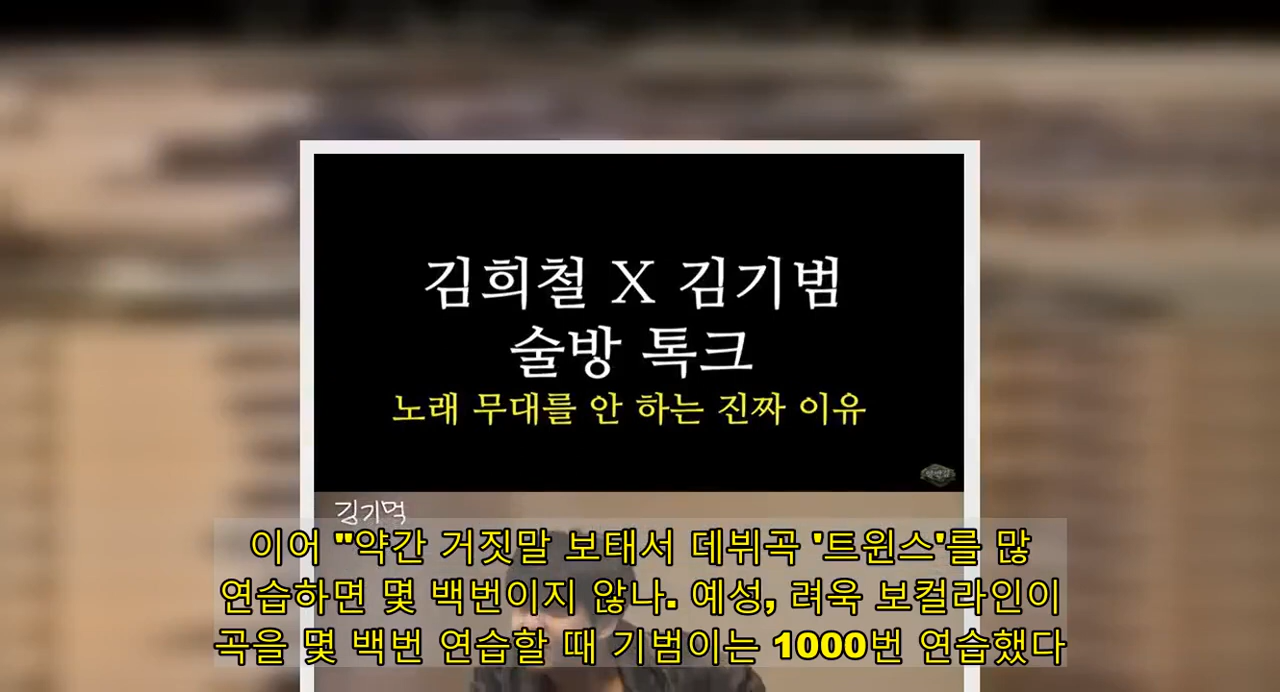 김희철 X 김기범
술방 톡크
노래 무대를 안 하는 진짜 이유
김기먹
이어 "약간 거짓말 보태서 데뷔곡 '트윈스'를 많
연습하면 몇 백번이지 않나. 예성, 려욱 보컬라인이
곡을 몇 백번 연습할 때 기범이는 1000번 연습했다